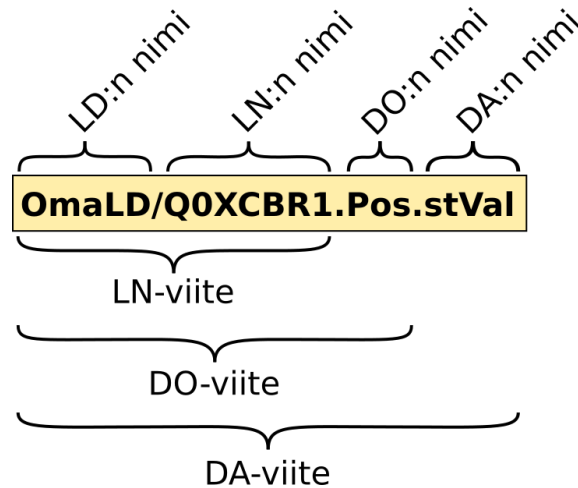 LD:n nimi
LN:n nimi
DO:n nimi
DA:n nimi
OmaLD/Q0XCBR1.Pos.stVal
LN-viite
DO-viite
DA-viite